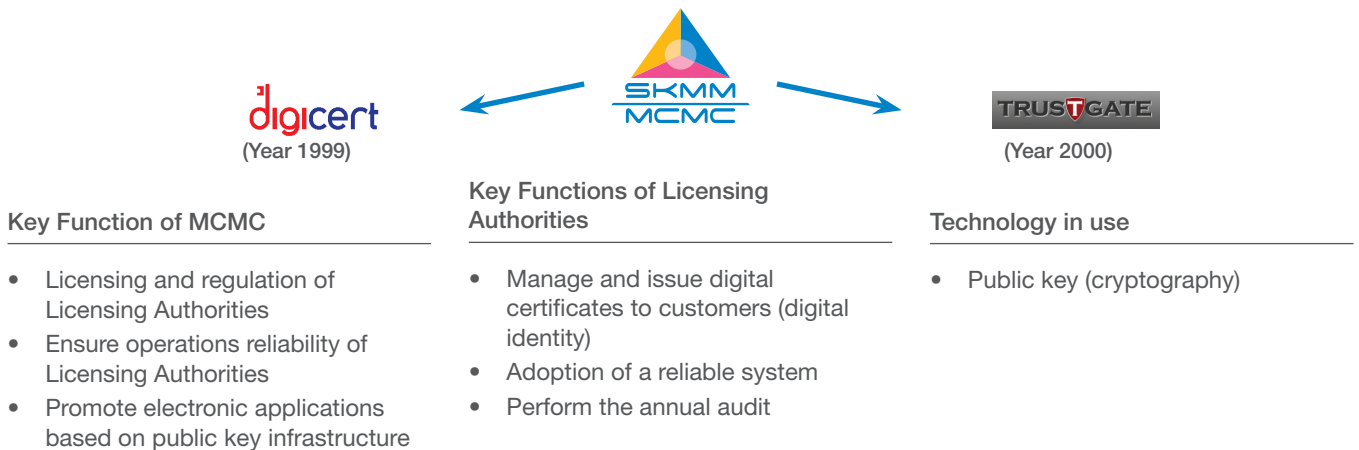 SKMM
MCMC
digicert
(Year 1999)
TRUSTGATE
(Year 2000)
Key Function of MCMC
• Licensing and regulation of
Licensing Authorities
• Ensure operations reliability of
Licensing Authorities
• Promote electronic applications
based on public key infrastructure
Key Functions of Licensing
Authorities
• Manage and issue digital
certificates to customers (digital
identity)
• Adoption of a reliable system
• Perform the annual audit
Technology in use
• Public key (cryptography)